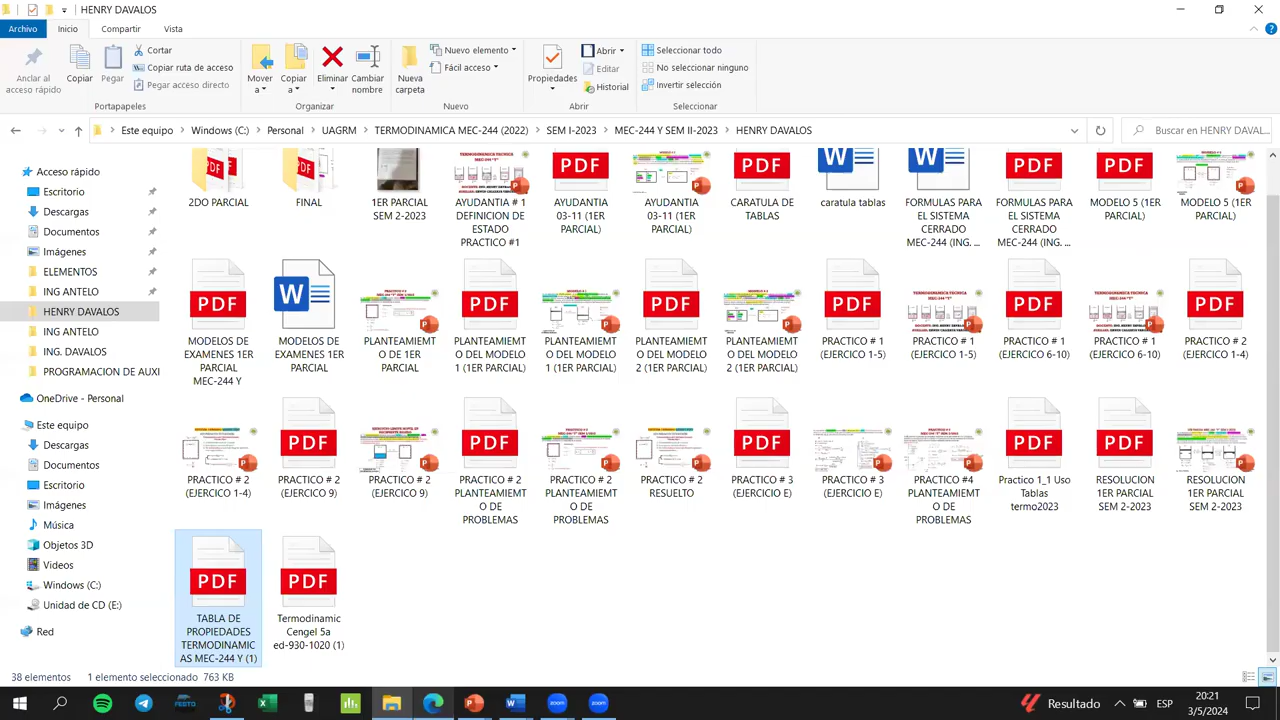 HENRY DAVALOS
Archivo Inicio Compartir Vista
Anclar al acceso rápido
Copiar
Pegar
Cortar
Copiar ruta de acceso
Pegar acceso directo
Portapapeles
Mover a
Copiar a
Eliminar
Cambiar nombre
Organizar
Nueva carpeta
Nuevo elemento
Fácil acceso
Nuevo
Propiedades
Abrir
Editar
Historial
Abrir
Seleccionar todo
No seleccionar ninguno
Invertir selección
Seleccionar
Este equipo > Windows (C:) > Personal > UAGRM > TERMODINAMICA MEC-244 (2022) > SEM I-2023 > MEC-244 Y SEM II-2023 > HENRY DAVALOS
Buscar en HENRY DAVAL...
Acceso rápido
Escritorio
Descargas
Documentos
Imágenes
ELEMENTOS
ING ANTELO
HENRY DAVALOS
ING ANTELO
ING. DAVALOS
PROGRAMACION DE AUXI
OneDrive - Personal
Este equipo
Descargas
Documentos
Escritorio
Imágenes
Música
Objetos 3D
Videos
Windows (C:)
Unidad de CD (E:)
Red
2DO PARCIAL
FINAL
1ER PARCIAL
SEM 2-2023
AYUDANTIA # 1
DEFINICION DE
ESTADO
PRACTICO #1
AYUDANTIA
03-11 (1ER
PARCIAL)
AYUDANTIA
03-11 (1ER
PARCIAL)
CARATULA DE
TABLAS
caratula tablas
FORMULAS PARA
EL SISTEMA
CERRADO
MEC-244 (ING. ...
FORMULAS PARA
EL SISTEMA
CERRADO
MEC-244 (ING. ...
MODELO 5 (1ER
PARCIAL)
MODELO 5 (1ER
PARCIAL)
MODELOS DE
EXAMENES 1ER
PARCIAL
MEC-244 Y
MODELOS DE
EXAMENES 1ER
PARCIAL
PLANTEAMIENT
O DE 1ER
PARCIAL
PLANTEAMIEMT
O DEL MODELO
1 (1ER PARCIAL)
PLANTEAMIEMT
O DEL MODELO
1 (1ER PARCIAL)
PLANTEAMIEMT
O DEL MODELO
2 (1ER PARCIAL)
PLANTEAMIEMT
O DEL MODELO
2 (1ER PARCIAL)
PRACTICO # 1
(EJERCICO 1-5)
PRACTICO # 1
(EJERCICO 1-5)
PRACTICO # 1
(EJERCICO 6-10)
PRACTICO # 1
(EJERCICO 6-10)
PRACTICO # 2
(EJERCICO 1-4)
PRACTICO # 2
(EJERCICO 1-4)
PRACTICO # 2
(EJERCICO 9)
PRACTICO # 2
(EJERCICO 9)
PRACTICO # 2
PLANTEAMIEMT
O DE
PROBLEMAS
PRACTICO # 2
PLANTEAMIEMT
O DE
PROBLEMAS
PRACTICO # 2
RESUELTO
PRACTICO # 3
(EJERCICIO E)
PRACTICO # 3
(EJERCICIO E)
PRACTICO #4
PLANTEAMIEMT
O DE
PROBLEMAS
Practico 1_1 Uso
Tablas
termo2023
RESOLUCION
1ER PARCIAL
SEM 2-2023
RESOLUCION
1ER PARCIAL
SEM 2-2023
PDF
TABLA DE
PROPIEDADES
TERMODINAMIC
AS MEC-244 Y (1)
PDF
Termodinamic
Cengel 5a
ed-930-1020 (1)
38 elementos 1 elemento seleccionado 763 KB
Resultado
ESP
20:21
3/5/2024